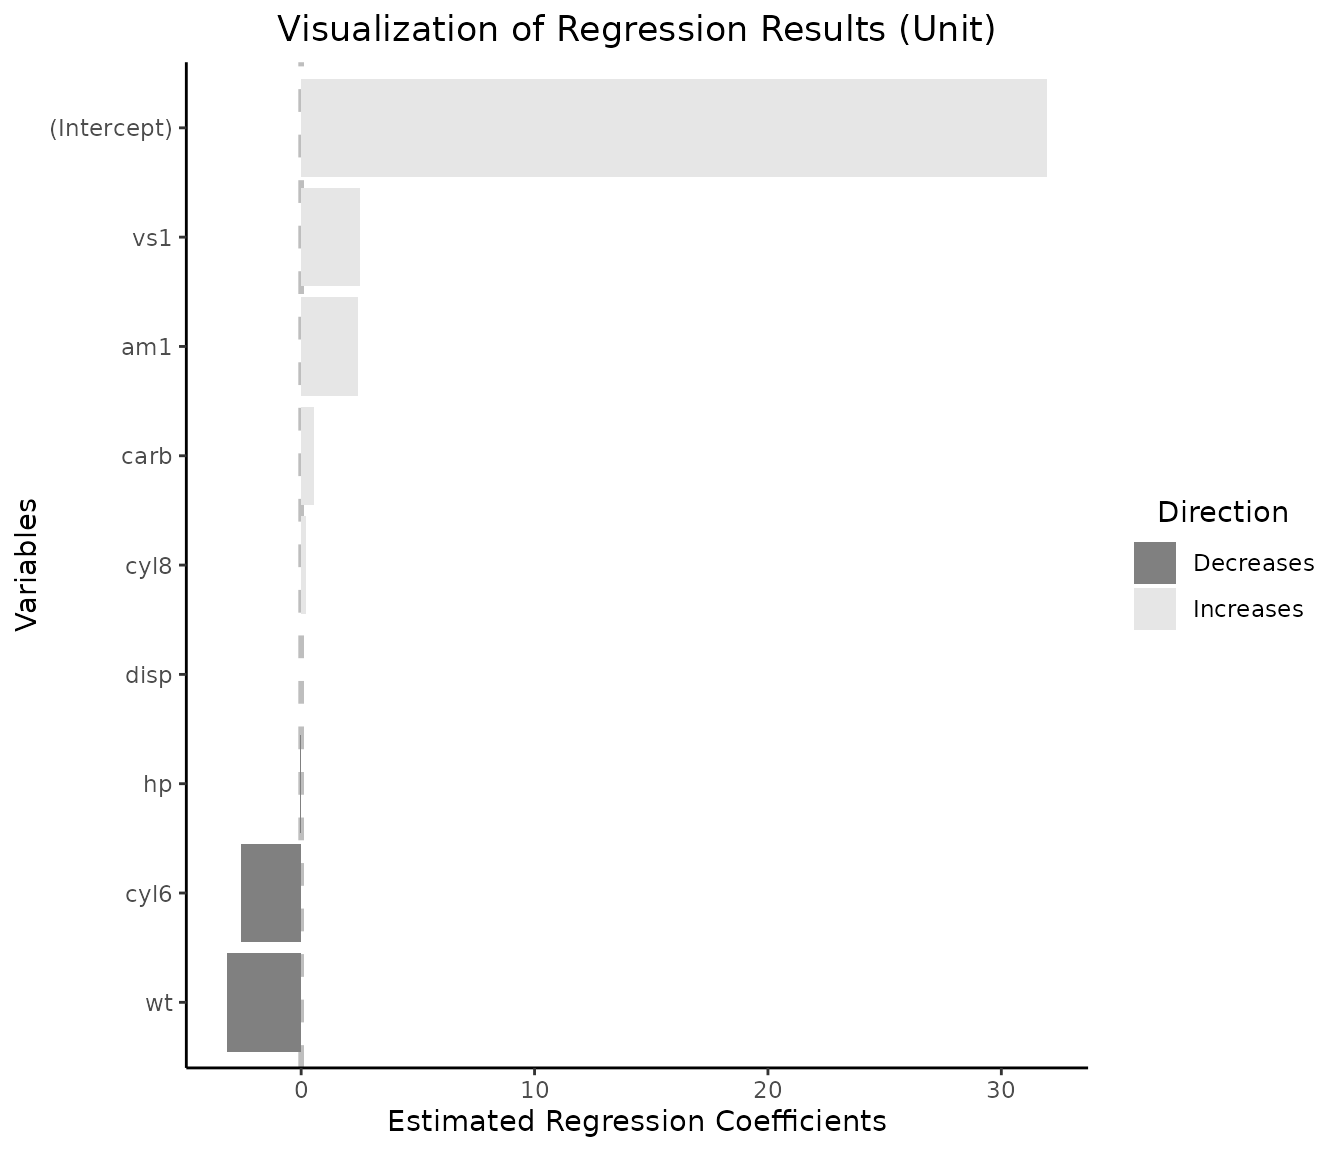 Visualization of Regression Results (Unit)
Variables
(Intercept)
vs1
am1
carb
cyl8
disp
hp
cyl6
wt
0
10
20
30
Estimated Regression Coefficients
Direction
Decreases
Increases